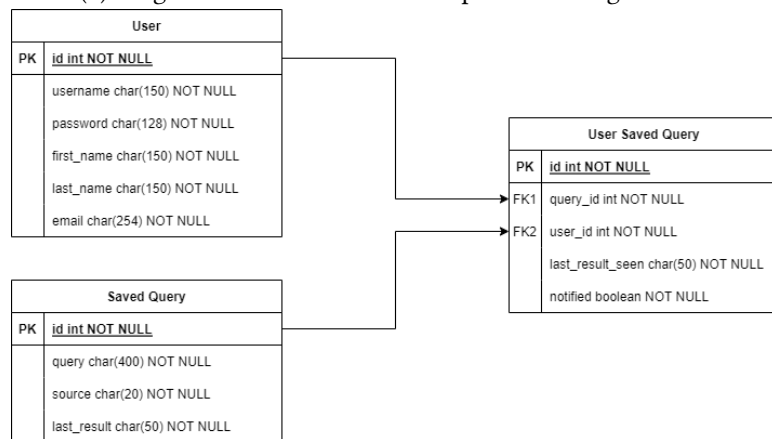 User
PK id int NOT NULL
username char(150) NOT NULL
password char(128) NOT NULL
first_name char(150) NOT NULL
last_name char(150) NOT NULL
email char(254) NOT NULL
User Saved Query
PK id int NOT NULL
FK1 query_id int NOT NULL
FK2 user_id int NOT NULL
last_result_seen char(50) NOT NULL
notified boolean NOT NULL
Saved Query
PK id int NOT NULL
query char(400) NOT NULL
source char(20) NOT NULL
last_result char(50) NOT NULL